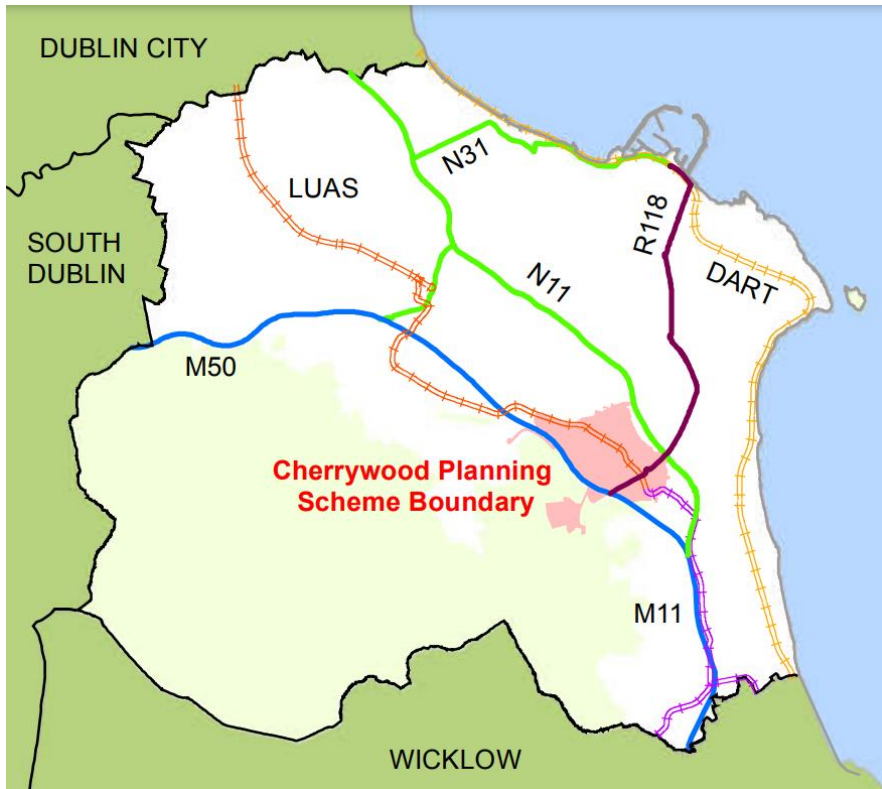 DUBLIN CITY
N31
LUAS
R118
SOUTH
DUBLIN
N11
DART
M50
Cherrywood Planning
Scheme Boundary
M11
WICKLOW